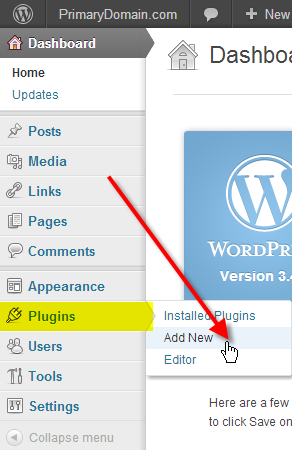 PrimaryDomain.com
New
Dashboard
Home
Updates
Posts
Media
Links
Pages
Comments
Appearance
Plugins
Users
Tools
Settings
Collapse menu
Installed Plugins
Add New
Editor
Dashboa
WORDPR
Version 3.4
Here are a few
to click Save on